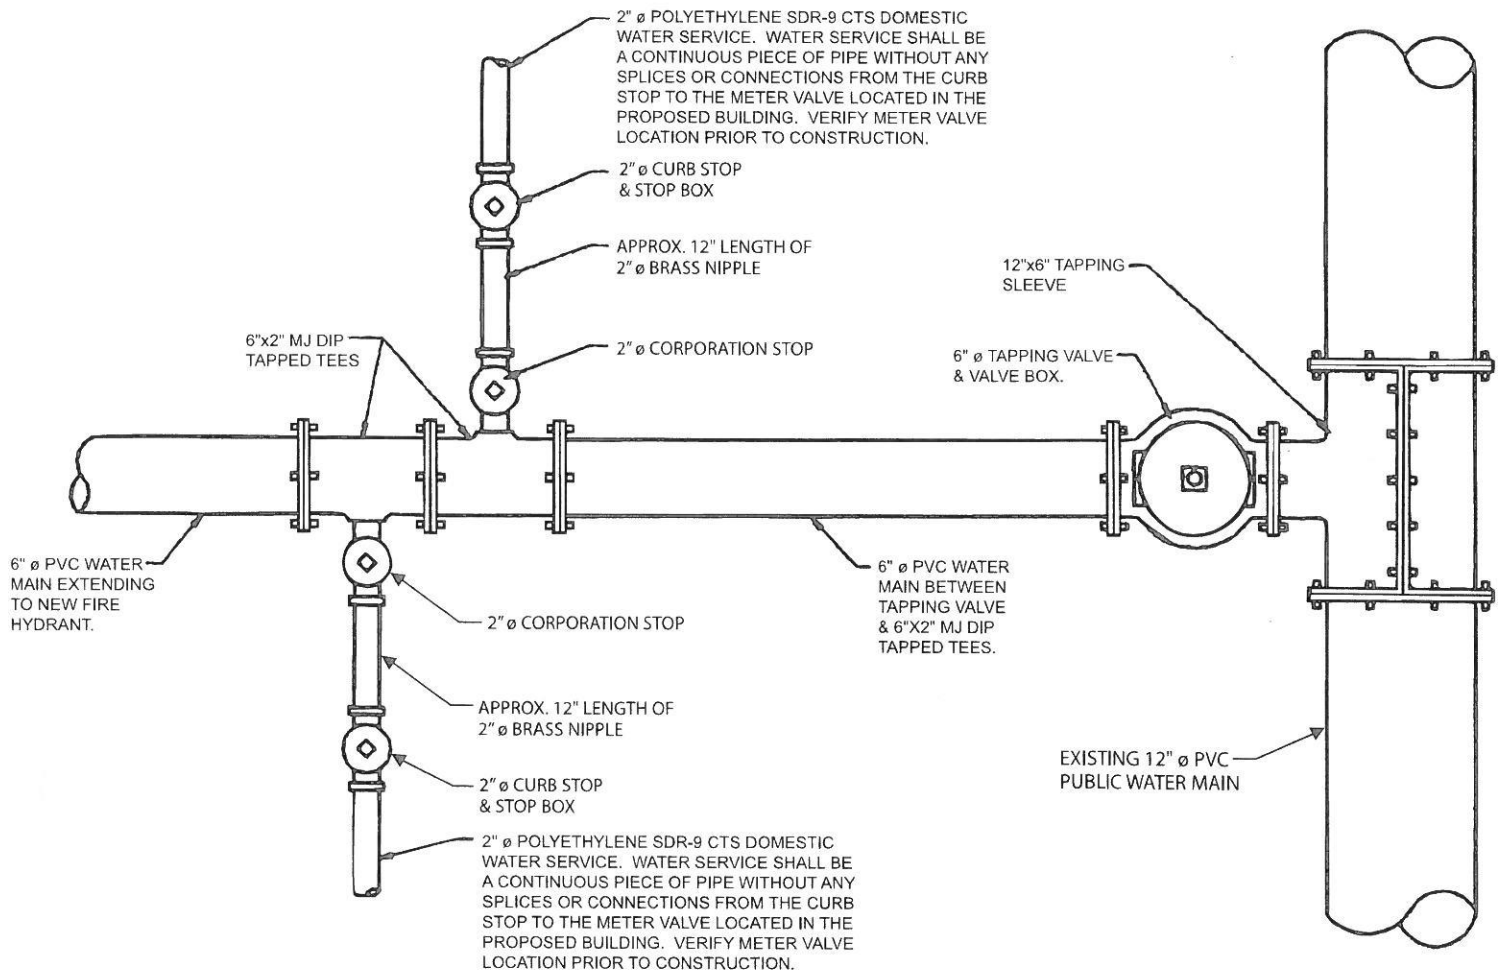 2" ø POLYETHYLENE SDR-9 CTS DOMESTIC
WATER SERVICE. WATER SERVICE SHALL BE
A CONTINUOUS PIECE OF PIPE WITHOUT ANY
SPLICES OR CONNECTIONS FROM THE CURB
STOP TO THE METER VALVE LOCATED IN THE
PROPOSED BUILDING. VERIFY METER VALVE
LOCATION PRIOR TO CONSTRUCTION.
2" ø CURB STOP
& STOP BOX
APPROX. 12" LENGTH OF
2" ø BRASS NIPPLE
12"x6" TAPPING
SLEEVE
6"x2" MJ DIP
TAPPED TEES
2" ø CORPORATION STOP
6" ø TAPPING VALVE
& VALVE BOX.
6" ø PVC WATER
MAIN EXTENDING
TO NEW FIRE
HYDRANT.
6" ø PVC WATER
MAIN BETWEEN
TAPPING VALVE
& 6"X2" MJ DIP
TAPPED TEES.
2" ø CORPORATION STOP
APPROX. 12" LENGTH OF
2" ø BRASS NIPPLE
EXISTING 12" ø PVC
PUBLIC WATER MAIN
2" ø CURB STOP
& STOP BOX
2" ø POLYETHYLENE SDR-9 CTS DOMESTIC
WATER SERVICE. WATER SERVICE SHALL BE
A CONTINUOUS PIECE OF PIPE WITHOUT ANY
SPLICES OR CONNECTIONS FROM THE CURB
STOP TO THE METER VALVE LOCATED IN THE
PROPOSED BUILDING. VERIFY METER VALVE
LOCATION PRIOR TO CONSTRUCTION.